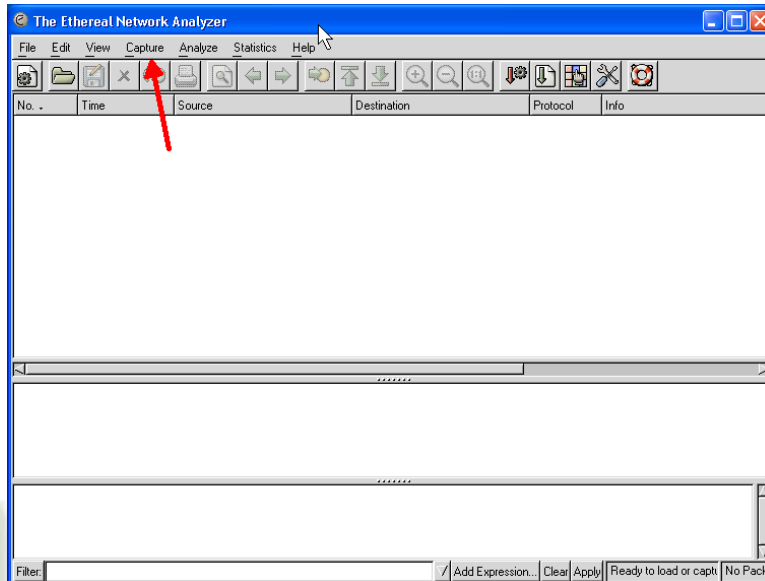 The Ethereal Network Analyzer
File Edit View Capture Analyze Statistics Help
No. . Time Source Destination Protocol Info
Filter: Add Expression... Clear Apply Ready to load or captu No Pack